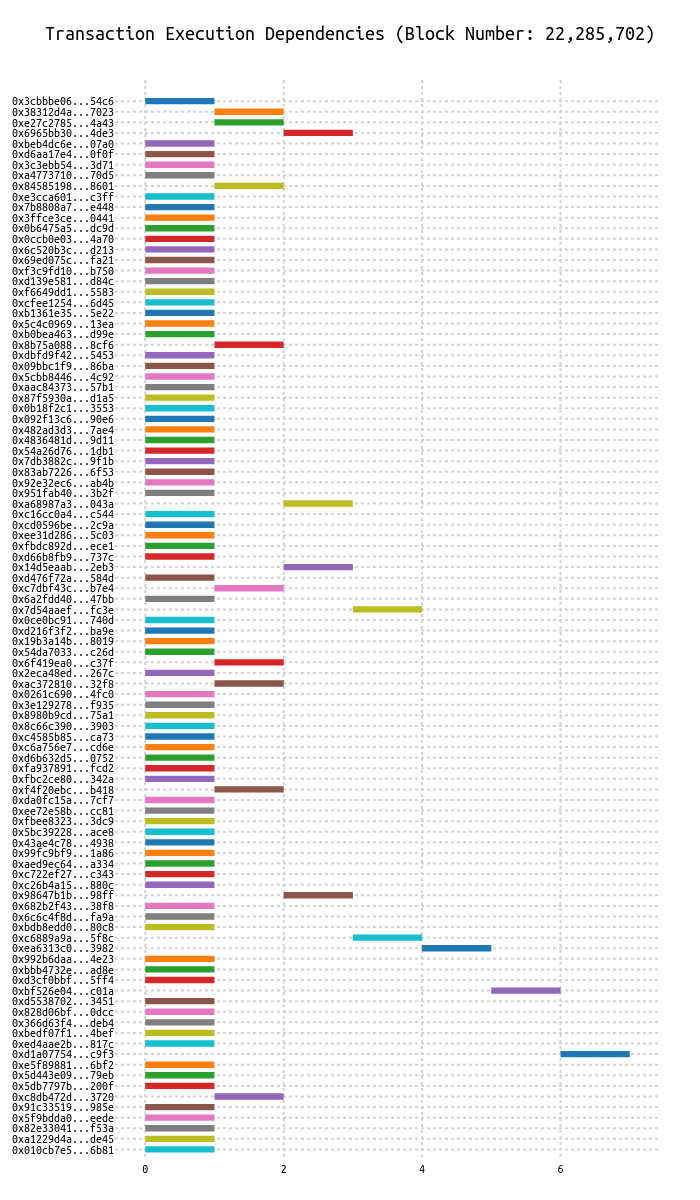 Transaction Execution Dependencies (Block Number: 22,285,702)
0x3cbbbe06...54c6
0x38312d4a...7023
0xe27c2785...4a43
0x6965bb30...4de3
0xbeb4dc6e...07a0
0xd6aa17e4...0f0f
0x3c3ebb54...3d71
0xa4773710...70d5
0x84585198...8601
0xe3cca601...c3ff
0x7b8808a7...e448
0x3ffce3ce...0441
0x0b6475a5...dc9d
0x0ccb0e03...4a70
0x6c520b3c...d213
0x69ed075c...fa21
0xf3c9fd10...b750
0xd139e581...d84c
0xf6649dd1...5583
0xcfee1254...6d45
0xb1361e35...5e22
0x5c4c0969...13ea
0xb0bea463...d99e
0x8b75a088...8cf6
0xdbfd9f42...5453
0x09bbc1f9...86ba
0x5cbb8446...4c92
0xaac84373...57b1
0x87f5930a...d1a5
0x0b18f2c1...3553
0x092f13c6...90e6
0x482ad3d3...7ae4
0x4836481d...9d11
0x54a26d76...1db1
0x7db3882c...9f1b
0x83ab7226...6f53
0x92e32ec6...ab4b
0x951fab40...3b2f
0xa68987a3...043a
0xc16cc0a4...c544
0xcd0596be...2c9a
0xee31d286...5c03
0xfbdc892d...ece1
0xd66b8fb9...737c
0x14d5eaab...2eb3
0xd476f72a...584d
0xc7dbf43c...b7e4
0x6a2fdd40...47bb
0x7d54aaef...fc3e
0x0ce0bc91...740d
0xd216f3f2...ba9e
0x19b3a14b...8019
0x54da7033...c26d
0x6f419ea0...c37f
0x2eca48ed...267c
0xac372810...32f8
0x0261c690...4fc0
0x3e129278...f935
0x8980b9cd...75a1
0x8c66c390...3903
0xc4585b85...ca73
0xc6a756e7...cd6e
0xd6b632d5...0752
0xfa937891...fcd2
0xfbc2ce80...342a
0xf4f20ebc...b418
0xda0fc15a...7cf7
0xee72e58b...cc81
0xfbee8323...3dc9
0x5bc39228...ace8
0x43ae4c78...4938
0x99fc9bf9...1a86
0xaed9ec64...a334
0xc722ef27...c343
0xc26b4a15...880c
0x98647b1b...98ff
0x682b2f43...38f8
0x6c6c4f8d...fa9a
0xbdb8edd0...80c8
0xc6889a9a...5f8c
0xea6313c0...3982
0x992b6daa...4e23
0xbbb4732e...ad8e
0xd3cf0bbf...5ff4
0xbf526e04...c01a
0xd5538702...3451
0x828d06bf...0dcc
0x366d63f4...deb4
0xbedf07f1...4bef
0xed4aae2b...817c
0xd1a07754...c9f3
0xe5f89881...6bf2
0x5d443e09...79eb
0x5db7797b...200f
0xc8db472d...3720
0x91c33519...985e
0x5f9bdda0...eede
0x82e33041...f53a
0xa1229d4a...de45
0x010cb7e5...6b81
0 2 4 6